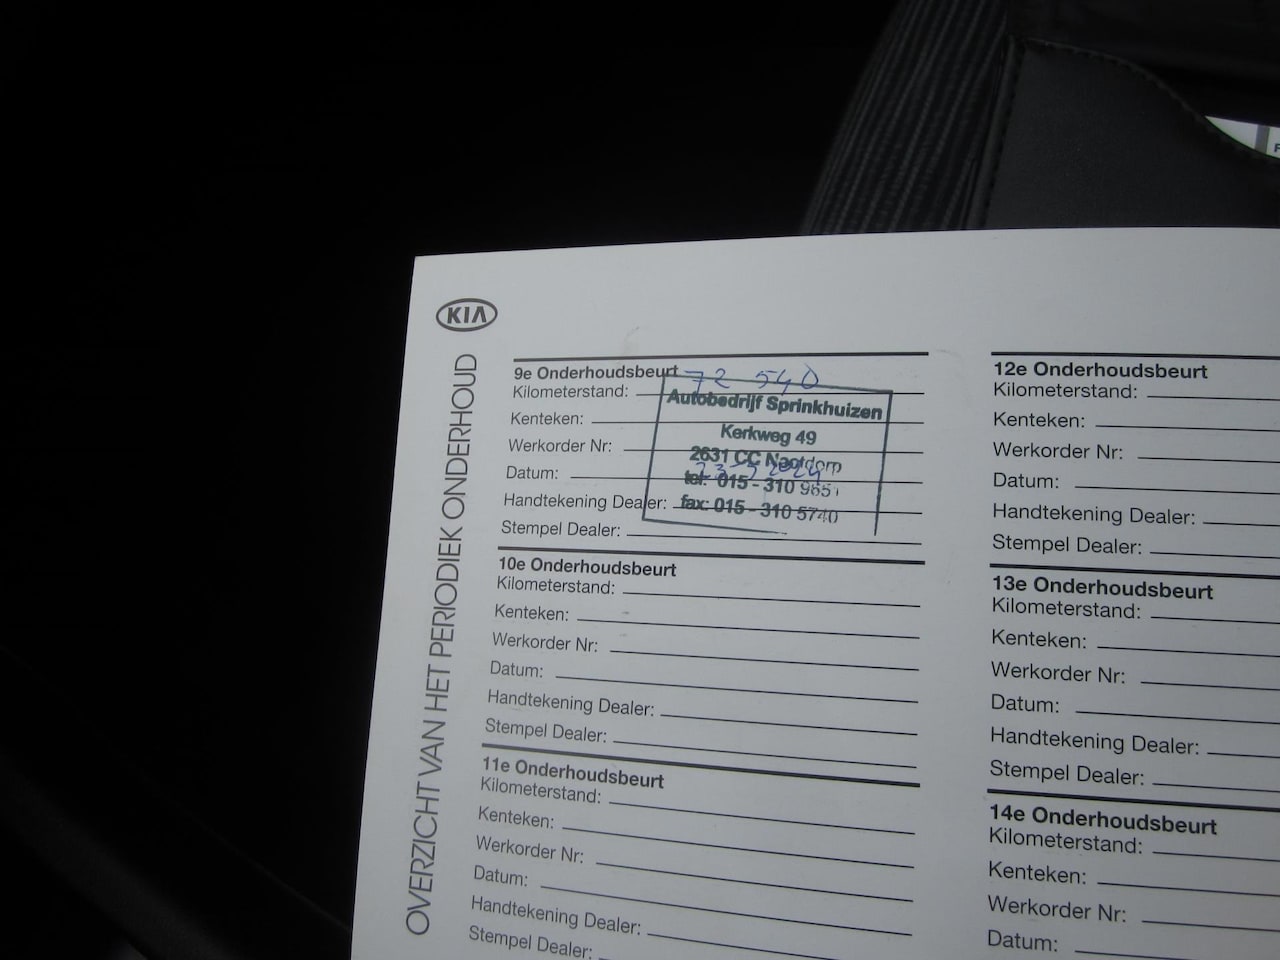 KIA
OVERZICHT VAN HET PERIODIEK ONDERHOUD
9e Onderhoudsbeurt
Kilometerstand: 72 540
Kenteken:
Werkorder Nr:
Datum: 23-5-2024
Handtekening Dealer:
Stempel Dealer:
Autobedrijf Sprinkhuizen
Kerkweg 49
2631 CC Nootdorp
tel: 015 - 310 9651
fax: 015 - 310 5740
10e Onderhoudsbeurt
Kilometerstand:
Kenteken:
Werkorder Nr:
Datum:
Handtekening Dealer:
Stempel Dealer:
11e Onderhoudsbeurt
Kilometerstand:
Kenteken:
Werkorder Nr:
Datum:
Handtekening Dealer:
Stempel Dealer:
12e Onderhoudsbeurt
Kilometerstand:
Kenteken:
Werkorder Nr:
Datum:
Handtekening Dealer:
Stempel Dealer:
13e Onderhoudsbeurt
Kilometerstand:
Kenteken:
Werkorder Nr:
Datum:
Handtekening Dealer:
Stempel Dealer:
14e Onderhoudsbeurt
Kilometerstand:
Kenteken:
Werkorder Nr:
Datum: